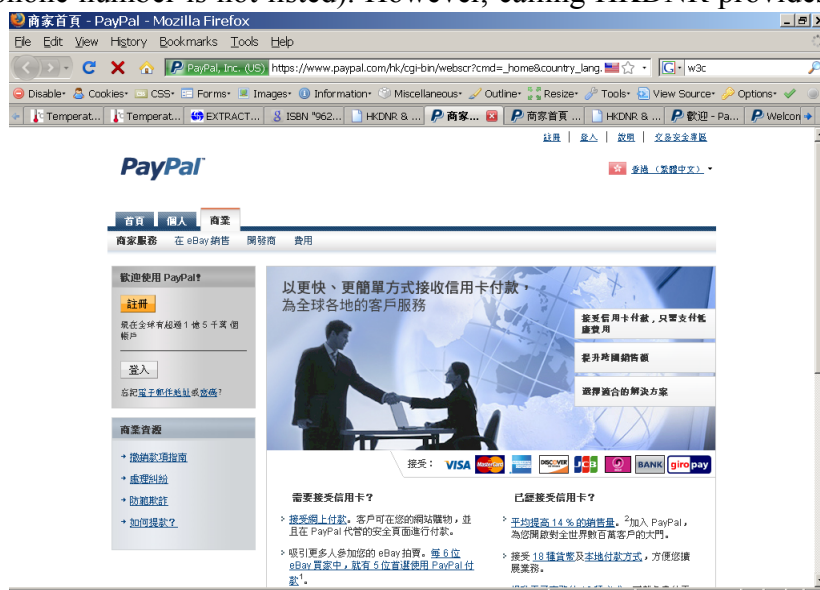 phone number is not listed). However, calling HKDNR provides
商家首頁 - PayPal - Mozilla Firefox
File Edit View History Bookmarks Tools Help
PayPal, Inc. (US) https://www.paypal.com/hk/cgi-bin/webscr?cmd=_home&country_lang. w3c
Disable Cookies CSS Forms Images Information Miscellaneous Outline Resize Tools View Source Options
Temperat... Temperat... EXTRACT... ISBN "962... HKDNR & ... 商家... 商家首頁 ... HKDNR & ... 歡迎 - Pa... Welcon
註冊 | 登入 | 說明 | 交易安全專區
PayPal
香港（繁體中文）
首頁 個人 商業
商家服務 在 eBay 銷售 開發商 費用
歡迎使用 PayPal！
註冊
現在全球有超過 1 億 5 千萬 個
帳戶
登入
忘記電子郵件地址或密碼?
商業資源
撤銷款項指南
處理糾紛
防範欺詐
如何提款？
以更快、更簡單方式接收信用卡付款，
為全球各地的客戶服務
接受信用卡付款，只需支付低
廉費用
提升跨國銷售額
選擇適合的解決方案
接受： VISA MasterCard DISCOVER JCB BANK giropay
需要接受信用卡？
接受網上付款。客戶可在您的網站購物，並
且在 PayPal 代管的安全頁面進行付款。
吸引更多人參加您的 eBay 拍賣。每 6 位
eBay 買家中，就有 5 位首選使用 PayPal 付
款1。
已經接受信用卡？
平均提高 14 % 的銷售量。2加入 PayPal，
為您開啟對全世界數百萬客戶的大門。
接受 18 種貨幣及本地付款方式，方便您擴
展業務。